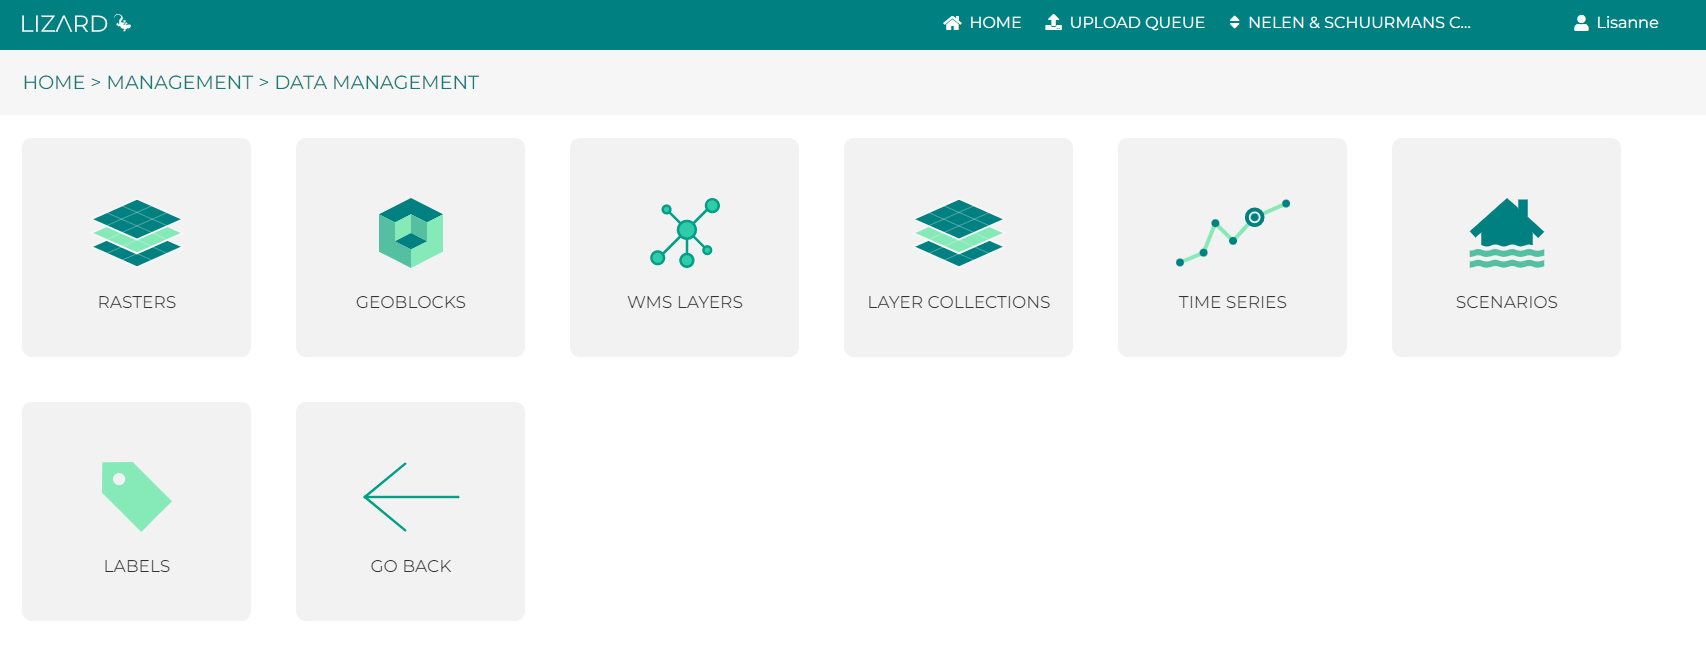 LIZARD
HOME
UPLOAD QUEUE
NELEN & SCHUURMANS C...
Lisanne
HOME > MANAGEMENT > DATA MANAGEMENT
RASTERS
GEOBLOCKS
WMS LAYERS
LAYER COLLECTIONS
TIME SERIES
SCENARIOS
LABELS
GO BACK